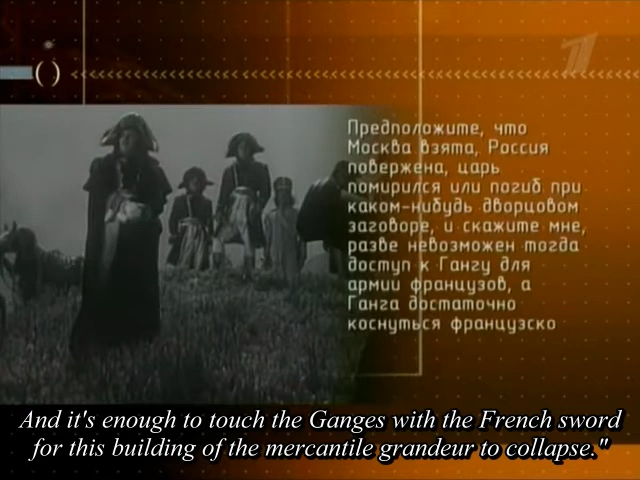 Предположите, что
Москва взята, Россия
повержена, царь
помирился или погиб при
каком-нибудь дворцовом
заговоре, и скажите мне,
разве невозможен тогда
доступ к Гангу для
армии французов, а
Ганга достаточно
коснуться французско
And it's enough to touch the Ganges with the French sword
for this building of the mercantile grandeur to collapse."